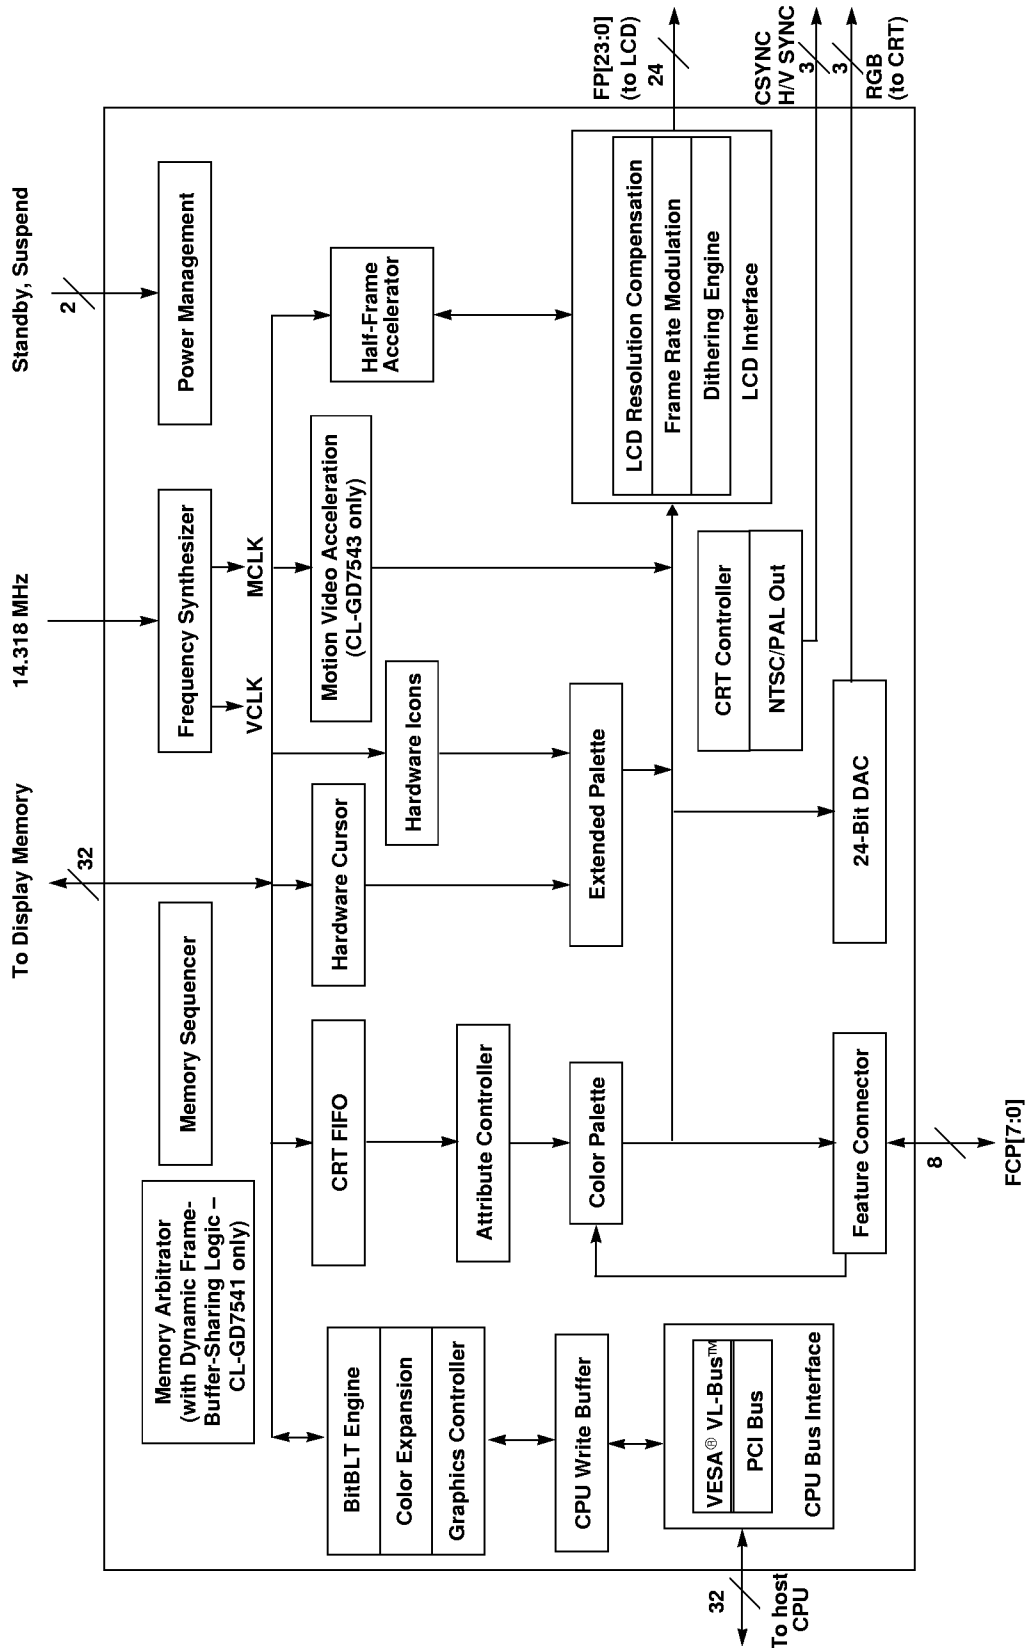 To Display Memory
32
14.318 MHz
Standby, Suspend
2
Memory Arbitrator
(with Dynamic Frame-
Buffer-Sharing Logic –
CL-GD7541 only)
Memory Sequencer
Frequency Synthesizer
Power Management
VCLK
MCLK
BitBLT Engine
Color Expansion
Graphics Controller
CRT FIFO
Hardware Cursor
Hardware Icons
Motion Video Acceleration
(CL-GD7543 only)
Half-Frame
Accelerator
Attribute Controller
CPU Write Buffer
Color Palette
Extended Palette
LCD Resolution Compensation
Frame Rate Modulation
Dithering Engine
LCD Interface
FP[23:0]
(to LCD)
24
VESA® VL-Bus™
PCI Bus
CPU Bus Interface
32
To host
CPU
CRT Controller
NTSC/PAL Out
CSYNC
H/V SYNC
3
Feature Connector
24-Bit DAC
3
RGB
(to CRT)
8
FCP[7:0]